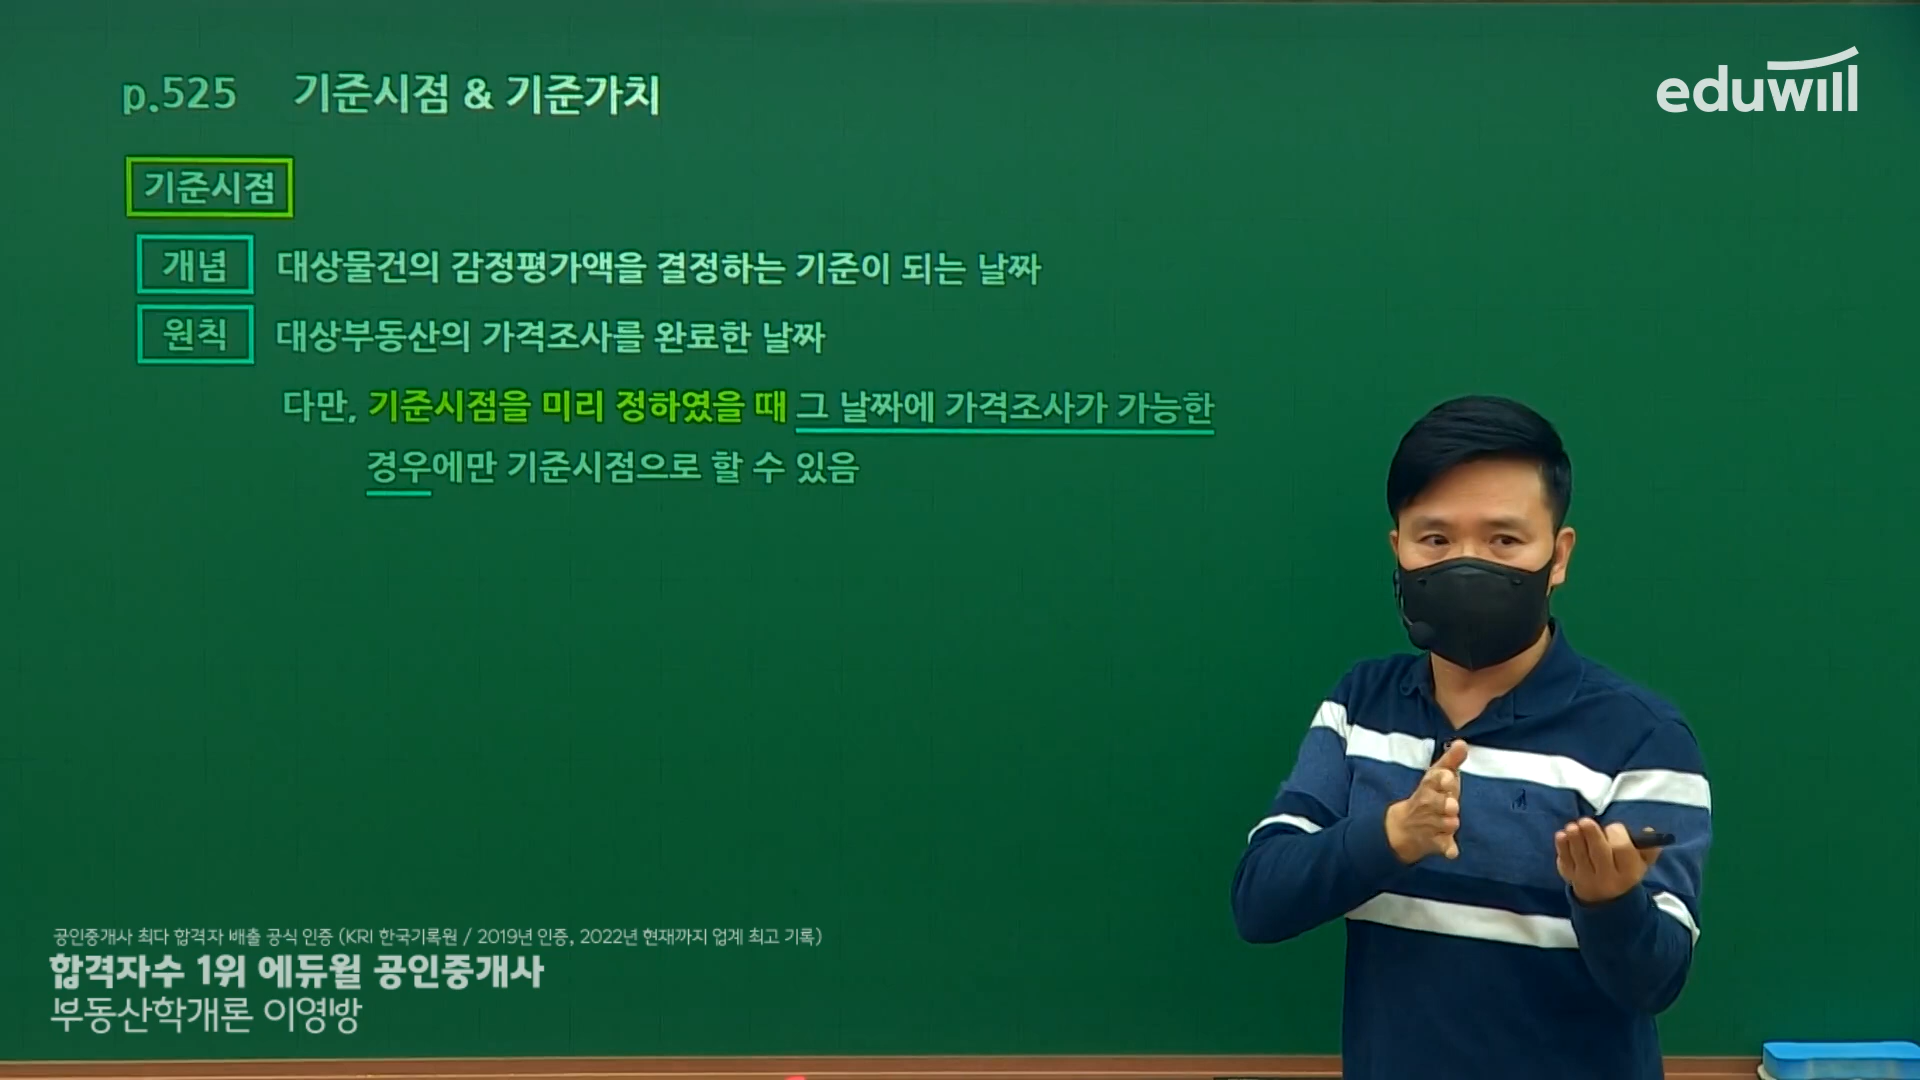 p.525 기준시점 & 기준가치
eduwill
기준시점
개념 대상물건의 감정평가액을 결정하는 기준이 되는 날짜
원칙 대상부동산의 가격조사를 완료한 날짜
다만, 기준시점을 미리 정하였을 때 그 날짜에 가격조사가 가능한
경우에만 기준시점으로 할 수 있음
공인중개사 최다 합격자 배출 공식 인증 (KRI 한국기록원 / 2019년 인증, 2022년 현재까지 업계 최고 기록)
합격자수 1위 에듀윌 공인중개사
부동산학개론 이영방